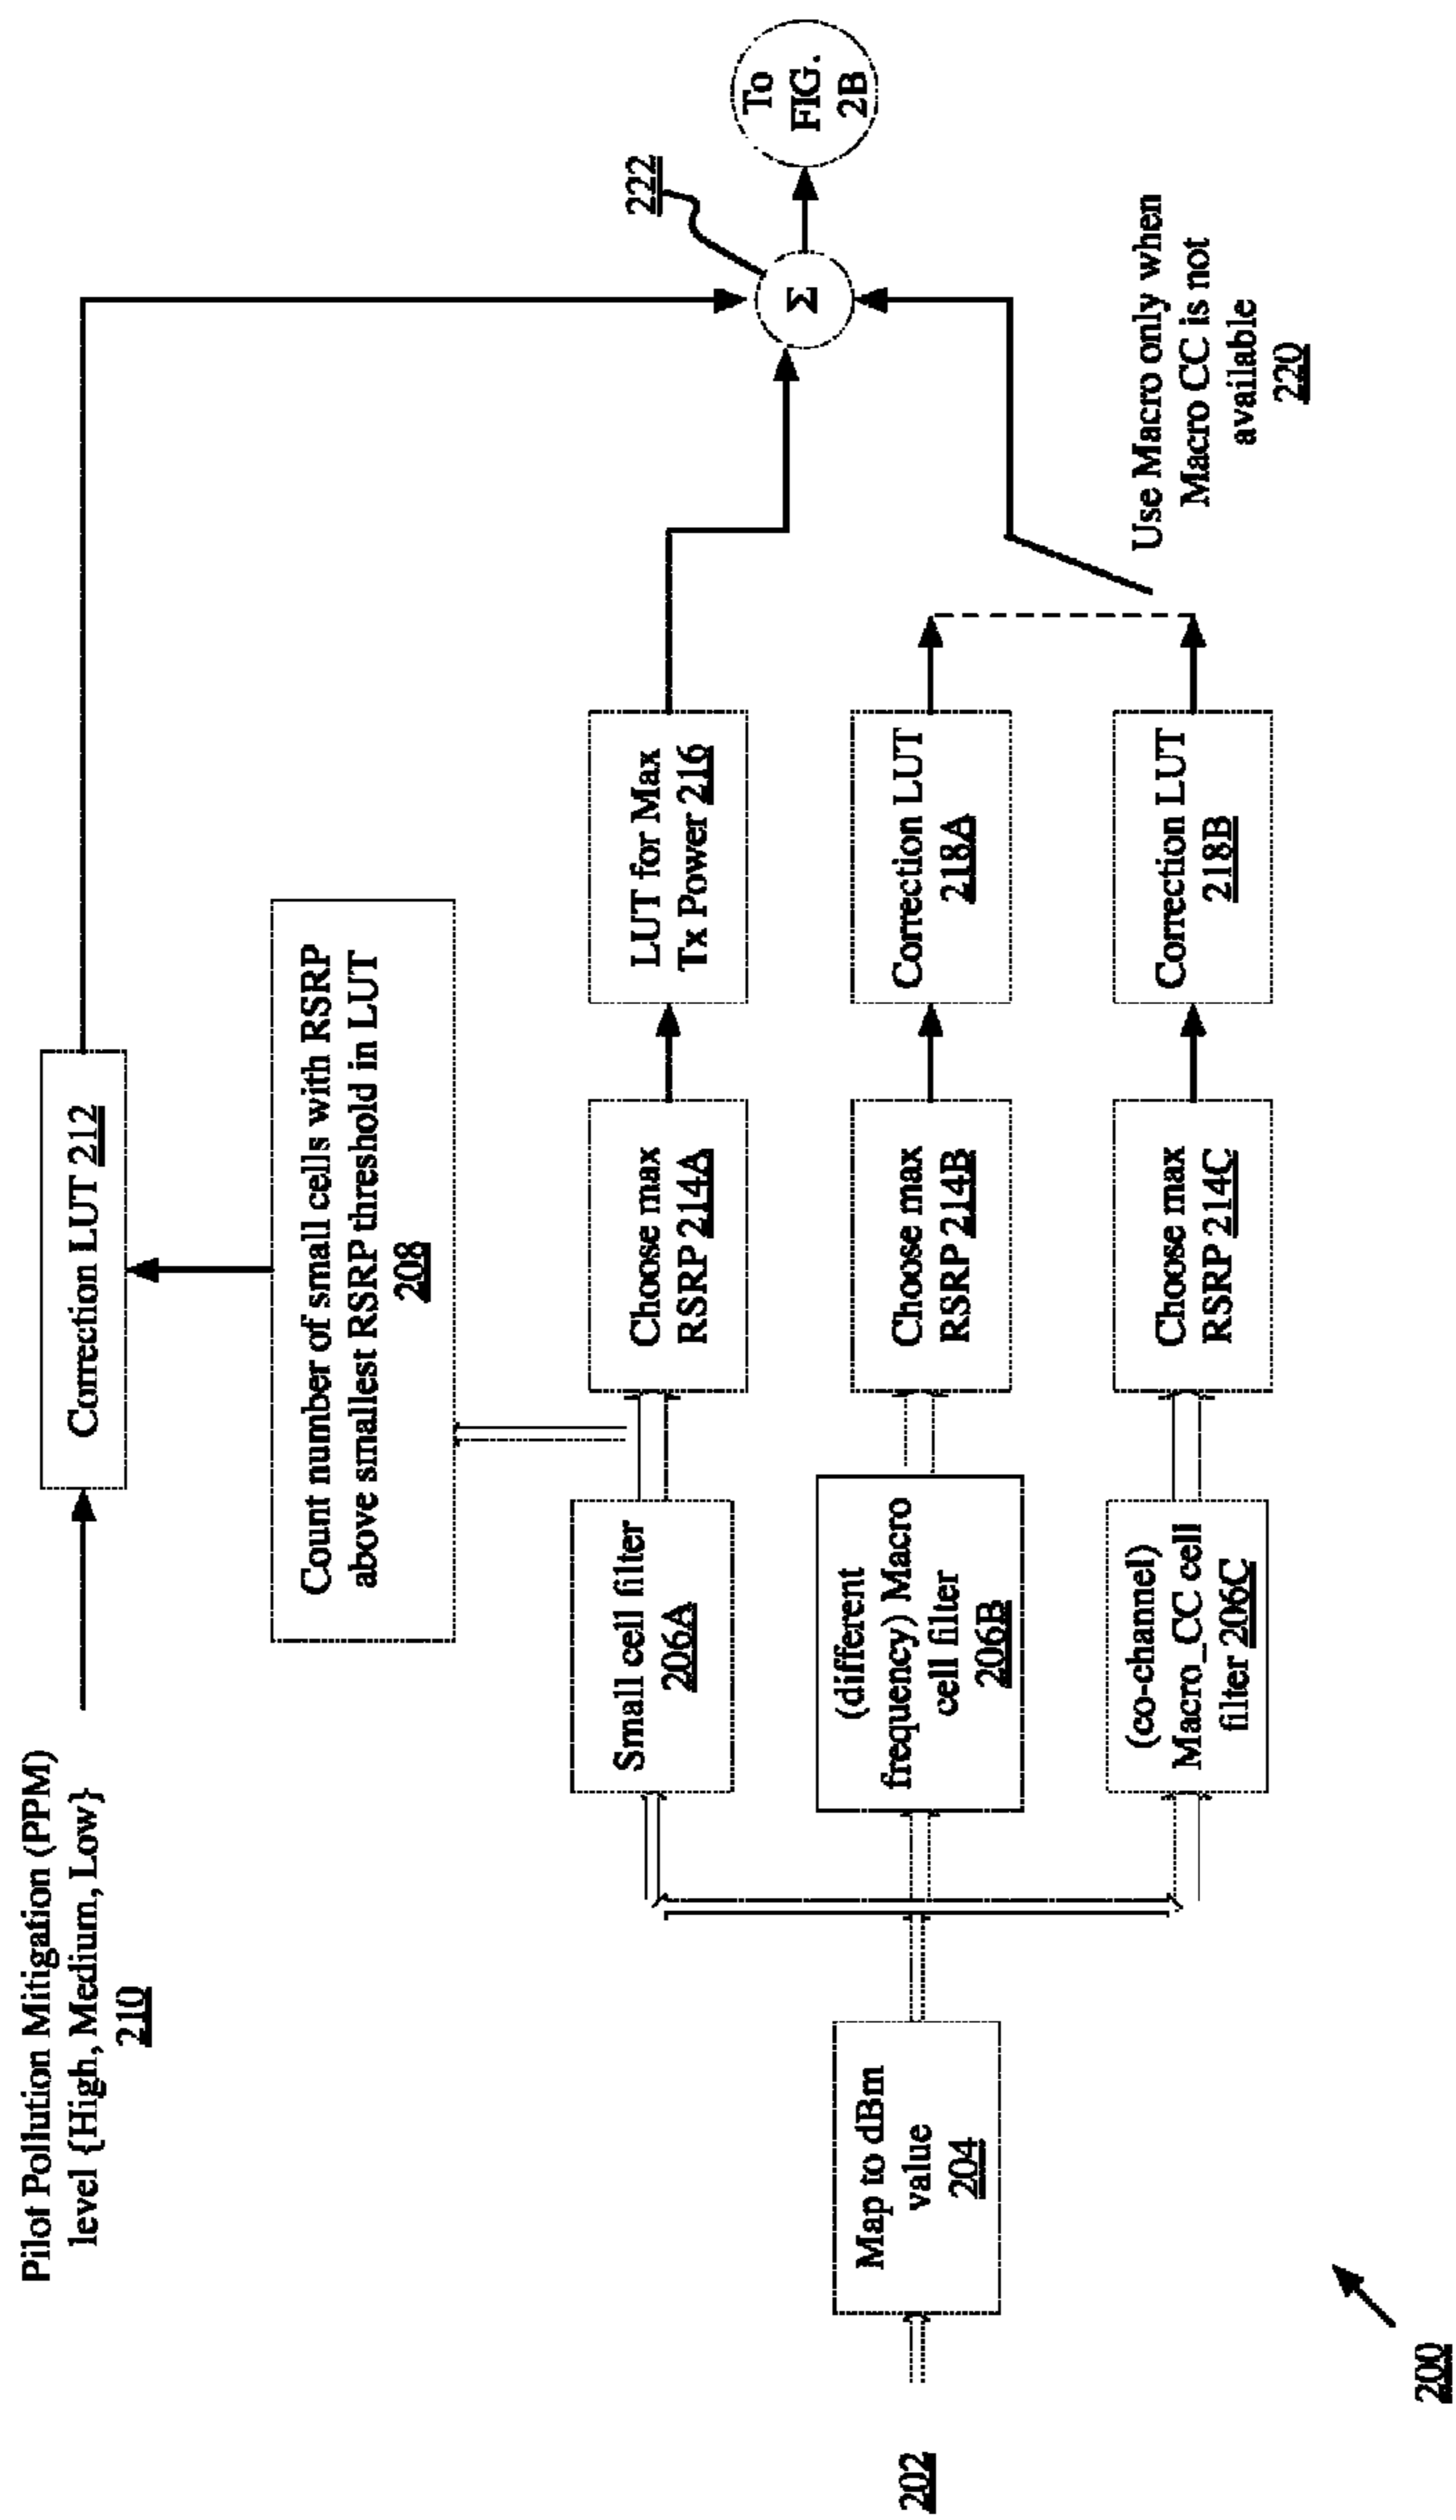 Pilot Pollution Mitigation (PPM)
level {High, Medium, Low}
210
Correction LUT 212
Count number of small cells with RSRP
above smallest RSRP threshold in LUT
208
202
Map to dBm
value
204
Small cell filter
206A
Choose max
RSRP 214A
LUT for Max
Tx Power 216
(different
frequency) Macro
cell filter
206B
Choose max
RSRP 214B
Correction LUT
218A
(co-channel)
Macro_CC cell
filter 206C
Choose max
RSRP 214C
Correction LUT
218B
Use Macro only when
Macro CC is not
available
220
222
Σ
To
FIG.
2B
200